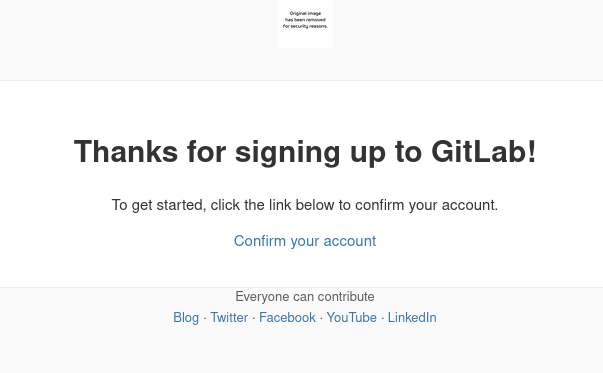 Original image
has been removed
for security reasons.
Thanks for signing up to GitLab!
To get started, click the link below to confirm your account.
Confirm your account
Everyone can contribute
Blog · Twitter · Facebook · YouTube · LinkedIn